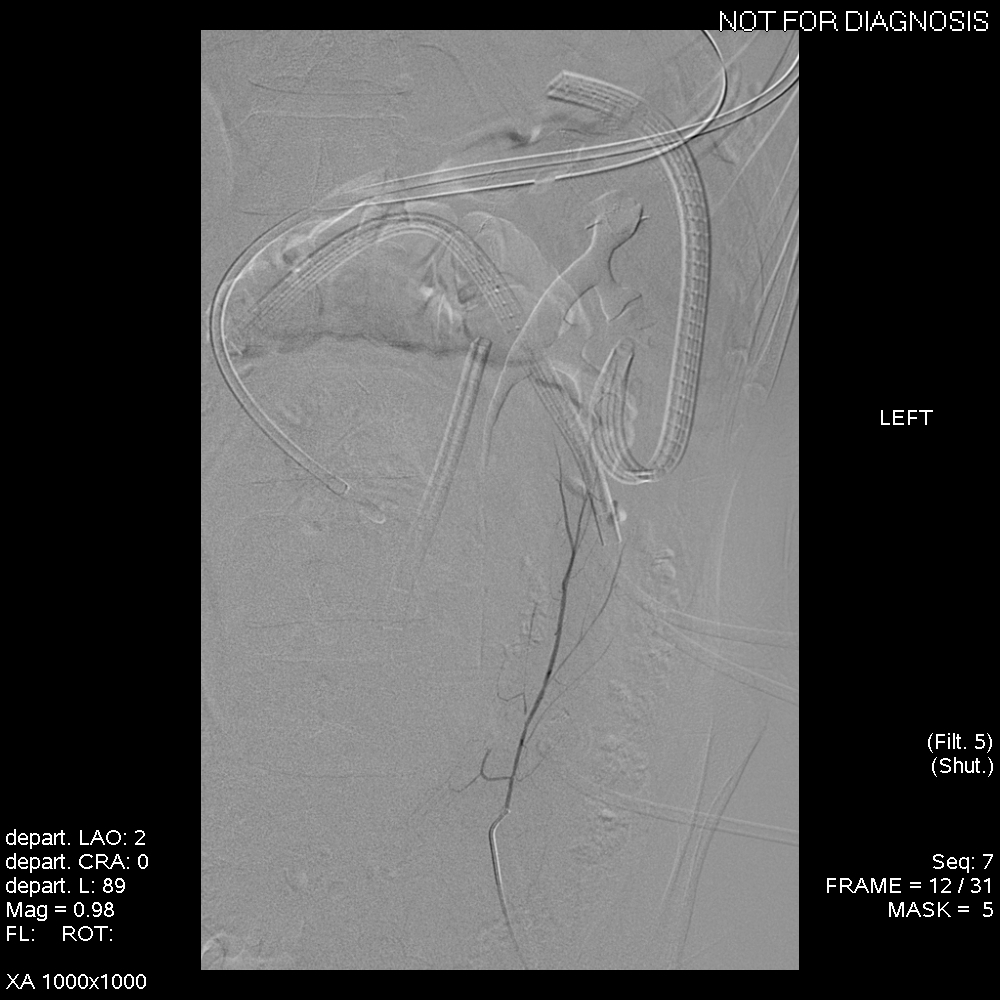 NOT FOR DIAGNOSIS
LEFT
(Filt. 5)
(Shut.)
depart. LAO: 2
depart. CRA: 0
depart. L: 89
Mag = 0.98
FL: ROT:
XA 1000x1000
Seq: 7
FRAME = 12 / 31
MASK = 5